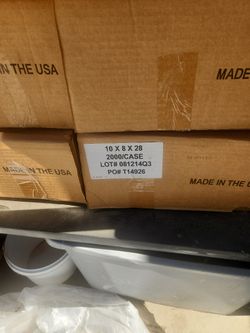 MADE IN THE USA
MADE
10 X 8 X 28
2000/CASE
LOT# 081214Q3
PO# T14926
MADE IN THE USA
MADE IN THE